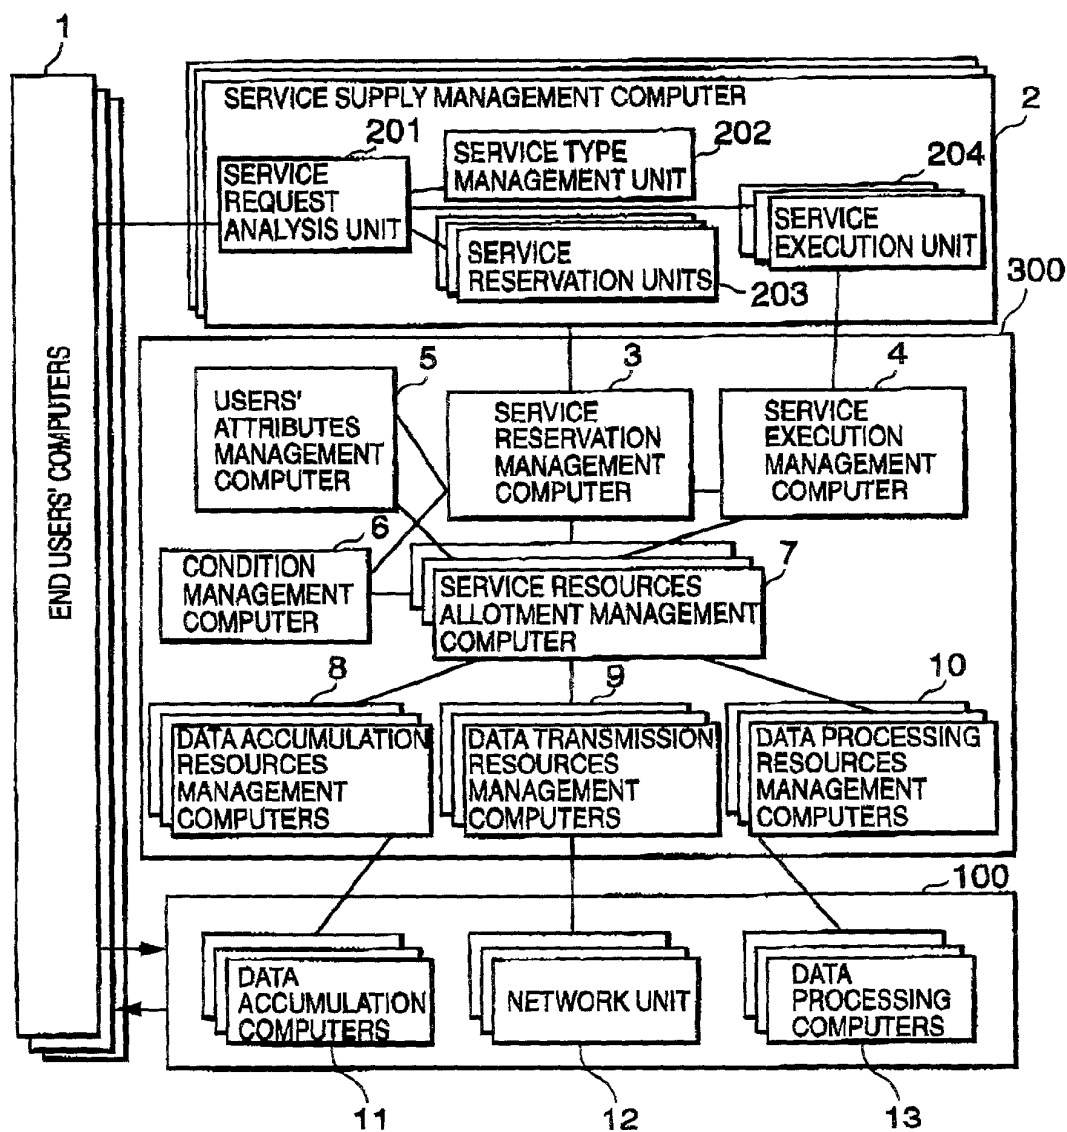 1
SERVICE SUPPLY MANAGEMENT COMPUTER
2
201
202
SERVICE
REQUEST
ANALYSIS UNIT
SERVICE TYPE
MANAGEMENT UNIT
204
SERVICE
EXECUTION UNIT
SERVICE
RESERVATION UNITS
203
300
END USERS' COMPUTERS
5
3
4
USERS'
ATTRIBUTES
MANAGEMENT
COMPUTER
SERVICE
RESERVATION
MANAGEMENT
COMPUTER
SERVICE
EXECUTION
MANAGEMENT
COMPUTER
6
CONDITION
MANAGEMENT
COMPUTER
7
SERVICE RESOURCES
ALLOTMENT MANAGEMENT
COMPUTER
8
9
10
DATA ACCUMULATION
RESOURCES
MANAGEMENT
COMPUTERS
DATA TRANSMISSION
RESOURCES
MANAGEMENT
COMPUTERS
DATA PROCESSING
RESOURCES
MANAGEMENT
COMPUTERS
100
DATA
ACCUMULATION
COMPUTERS
NETWORK UNIT
DATA
PROCESSING
COMPUTERS
11
12
13